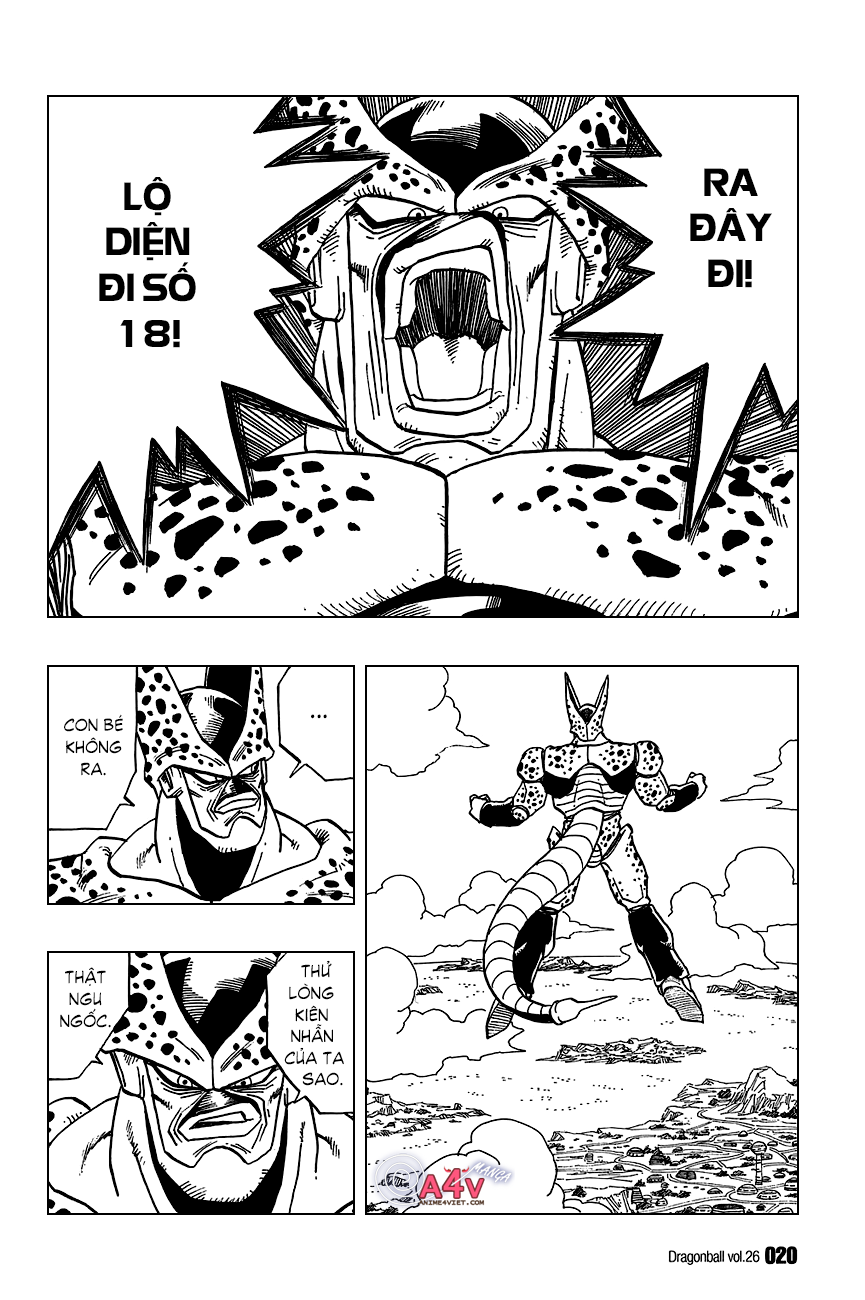 RA
ĐÂY
ĐI!
LỘ
DIỆN
ĐI SỐ
18!
...
CON BÉ
KHÔNG
RA.
THỬ
LÒNG
KIÊN
NHẪN
CỦA TA
SAO.
THẬT
NGU
NGỐC.
A4V
MANGA
ANIME4VIET.COM
Dragonball vol.26 020